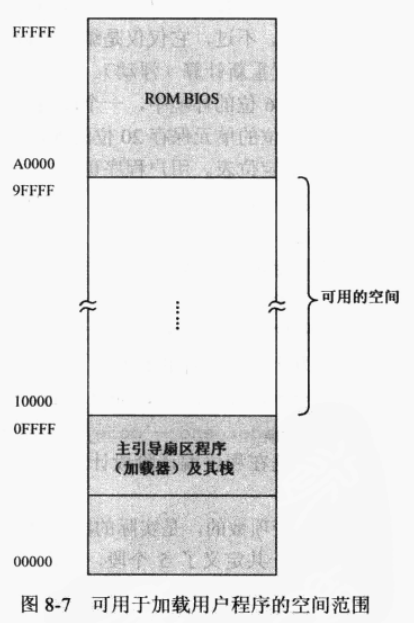 FFFFF
ROM BIOS
A0000
9FFFF
可用的空间
10000
0FFFF
主引导扇区程序
（加载器）及其栈
00000
图 8-7 可用于加载用户程序的空间范围